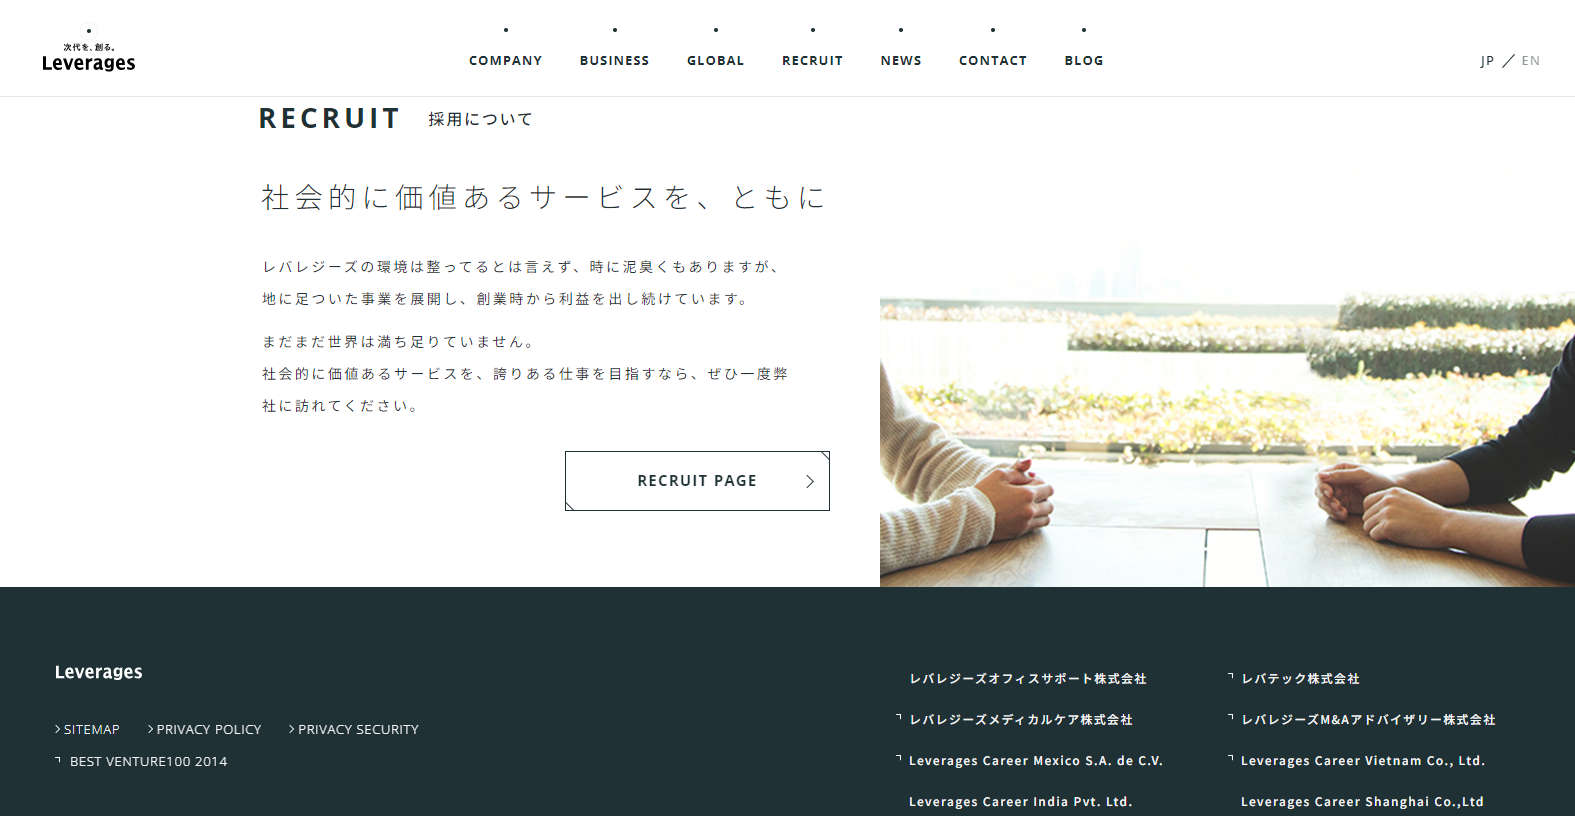 次代を、創る。
Leverages
COMPANY
BUSINESS
GLOBAL
RECRUIT
NEWS
CONTACT
BLOG
JP ／ EN
RECRUIT 採用について
社会的に価値あるサービスを、ともに
レバレジーズの環境は整ってるとは言えず、時に泥臭くもありますが、
地に足ついた事業を展開し、創業時から利益を出し続けています。
まだまだ世界は満ち足りていません。
社会的に価値あるサービスを、誇りある仕事を目指すなら、ぜひ一度弊
社に訪れてください。
RECRUIT PAGE
Leverages
SITEMAP
PRIVACY POLICY
PRIVACY SECURITY
BEST VENTURE100 2014
レバレジーズオフィスサポート株式会社
レバテック株式会社
レバレジーズメディカルケア株式会社
レバレジーズM&Aアドバイザリー株式会社
Leverages Career Mexico S.A. de C.V.
Leverages Career Vietnam Co., Ltd.
Leverages Career India Pvt. Ltd.
Leverages Career Shanghai Co.,Ltd